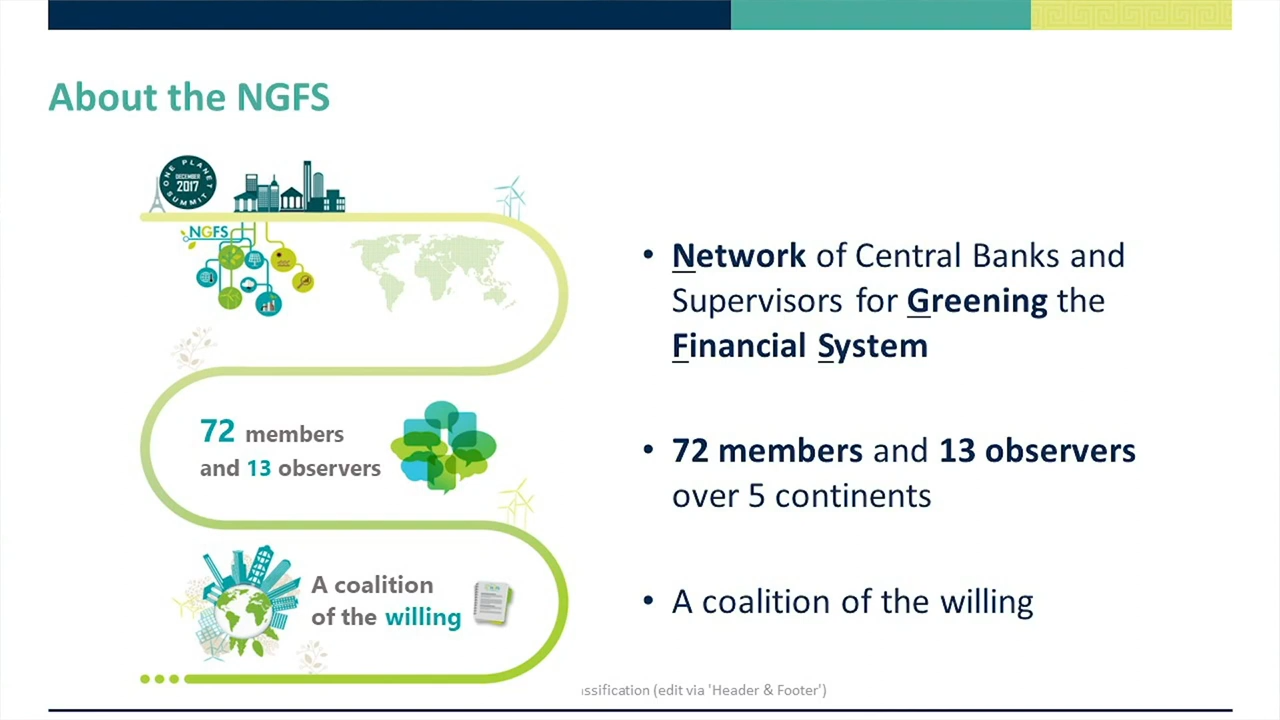 About the NGFS
ONE PLANET SUMMIT
DECEMBER
2017
NGFS
72 members
and 13 observers
A coalition
of the willing
• Network of Central Banks and
Supervisors for Greening the
Financial System
• 72 members and 13 observers
over 5 continents
• A coalition of the willing
(edit via 'Header & Footer')